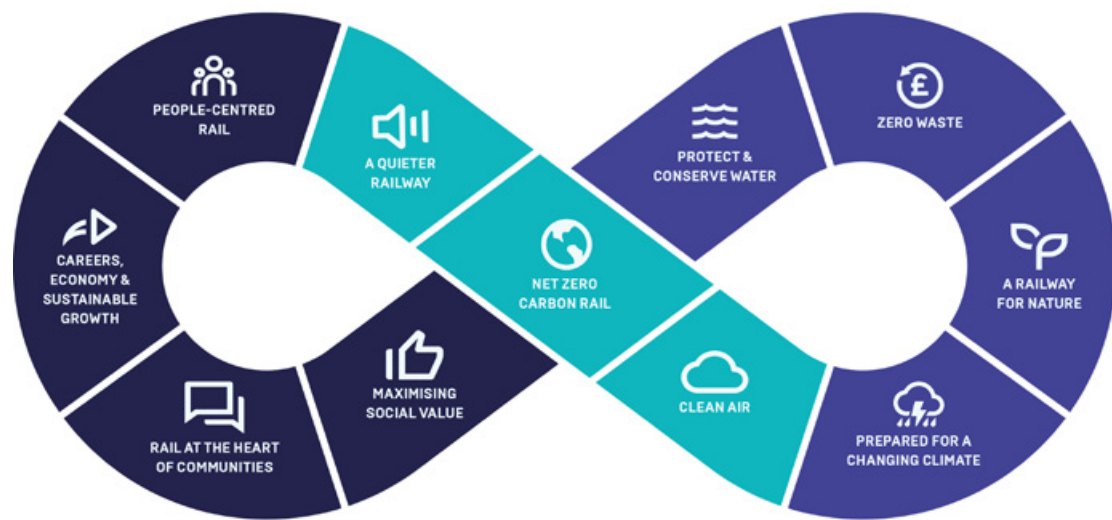 PEOPLE-CENTRED
RAIL
A QUIETER
RAILWAY
PROTECT &
CONSERVE WATER
£
ZERO WASTE
CAREERS,
ECONOMY &
SUSTAINABLE
GROWTH
NET ZERO
CARBON RAIL
A RAILWAY
FOR NATURE
MAXIMISING
SOCIAL VALUE
CLEAN AIR
RAIL AT THE HEART
OF COMMUNITIES
PREPARED FOR A
CHANGING CLIMATE